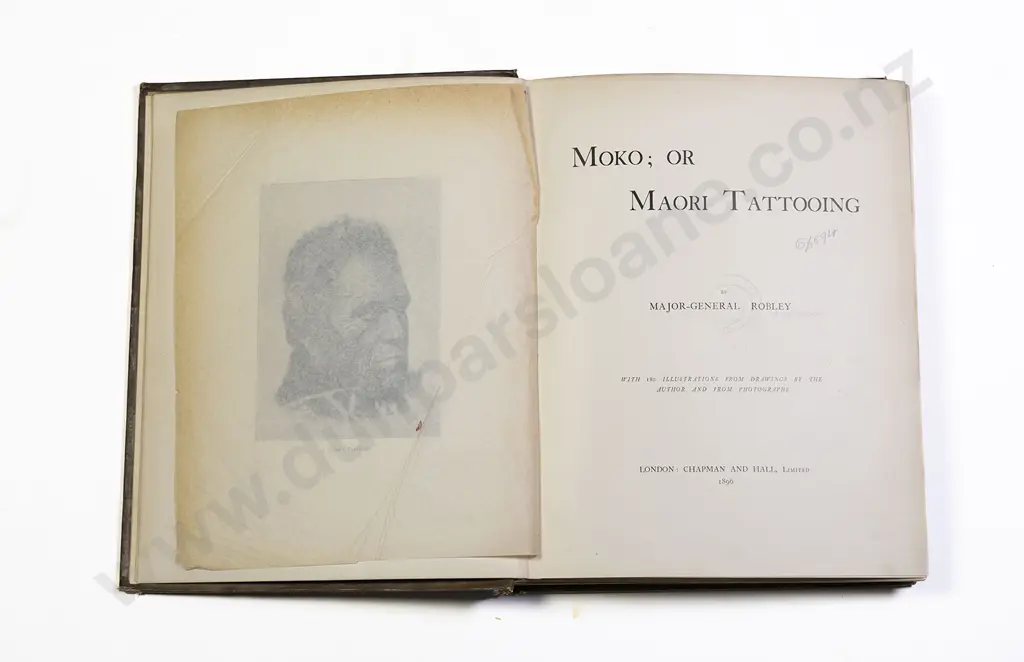 MOKO; OR
MAORI TATTOOING
BY
MAJOR-GENERAL ROBLEY
WITH 180 ILLUSTRATIONS FROM DRAWINGS BY THE
AUTHOR AND FROM PHOTOGRAPHS
LONDON: CHAPMAN AND HALL, LIMITED
1896
www.dunbarsloane.co.nz